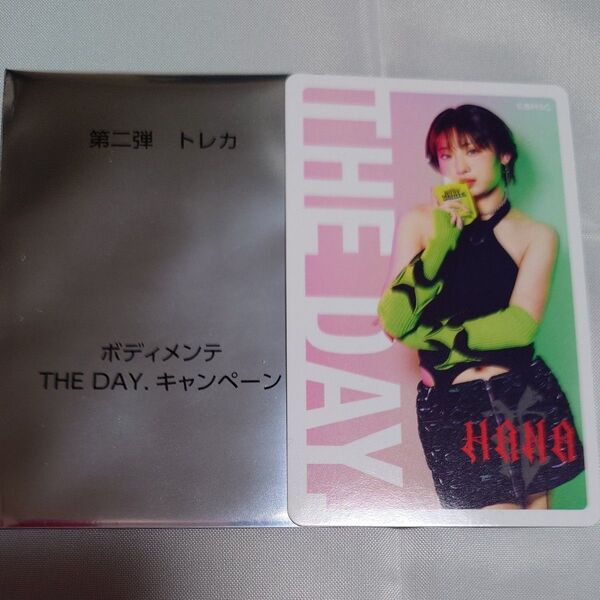 第二弾 トレカ
ボディメンテ
THE DAY. キャンペーン
THE DAY.
©BMSG
HANA